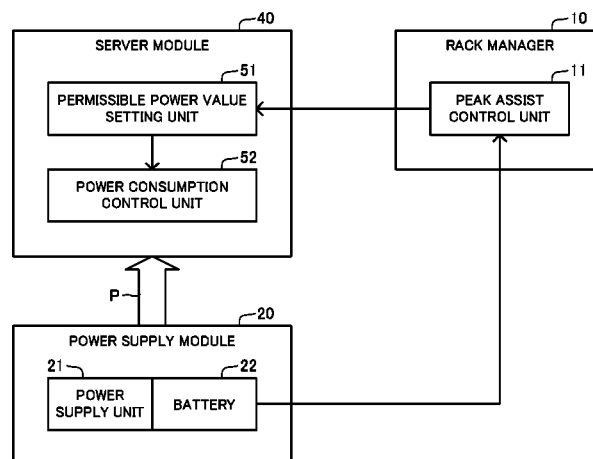 40
SERVER MODULE
51
PERMISSIBLE POWER VALUE
SETTING UNIT
52
POWER CONSUMPTION
CONTROL UNIT
10
RACK MANAGER
11
PEAK ASSIST
CONTROL UNIT
P
20
POWER SUPPLY MODULE
21
POWER
SUPPLY UNIT
22
BATTERY